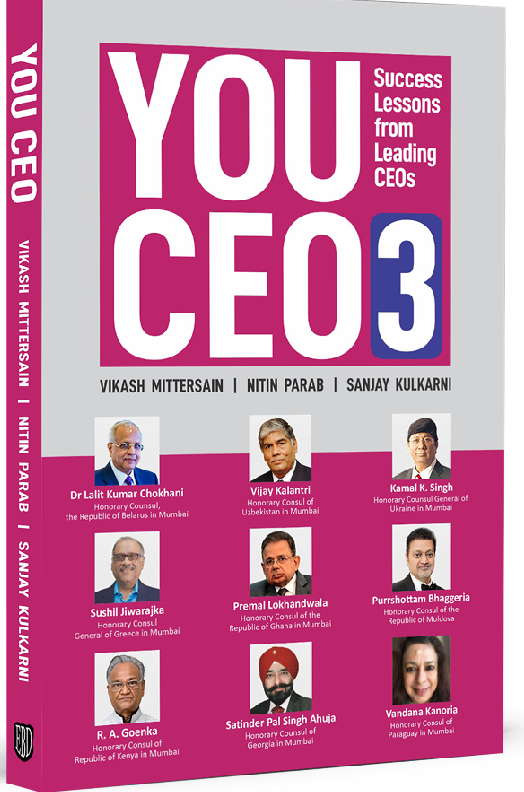 YOU CEO
VIKASH MITTERSAIN | NITIN PARAB | SANJAY KULKARNI
EBD
YOU
CEO3
Success
Lessons
from
Leading
CEOs
VIKASH MITTERSAIN | NITIN PARAB | SANJAY KULKARNI
Dr Lalit Kumar Chokhani
Honorary Counsul,
the Republic of Belarus in Mumbai
Vijay Kalantri
Honorary Consul of
Uzbekistan in Mumbai
Kamal K. Singh
Honorary Counsul General of
Ukraine in Mumbai
Sushil Jiwarajka
Honorary Consul
General of Greece in Mumbai
Premal Lokhandwala
Honorary Consul of the
Republic of Ghana in Mumbai
Purrshottam Bhaggeria
Honorary Consul of the
Republic of Moldova
R. A. Goenka
Honorary Consul of
Republic of Kenya in Mumbai
Satinder Pal Singh Ahuja
Honorary Counsul of
Georgia in Mumbai
Vandana Kanoria
Honorary Consul of
Paraguay in Mumbai